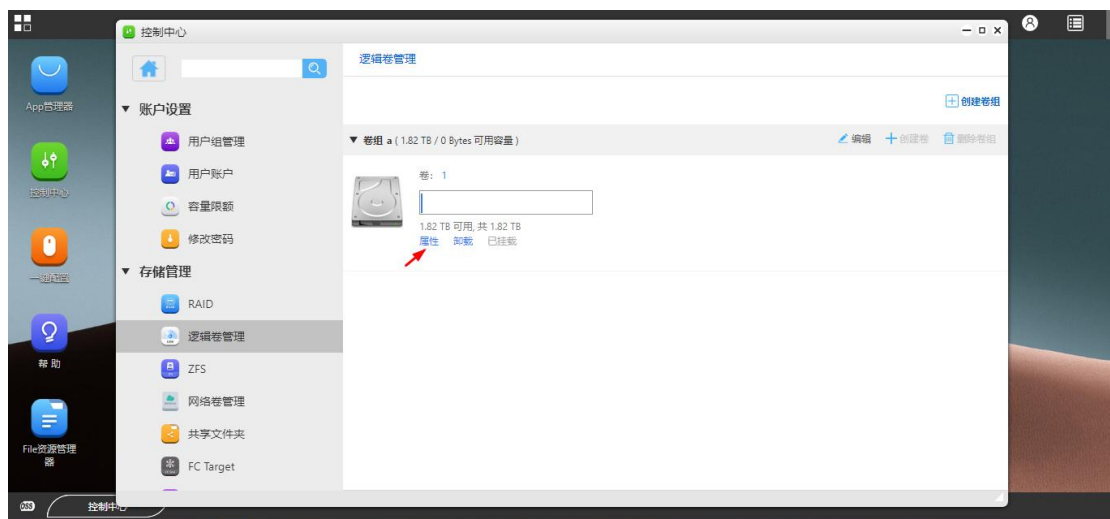 控制中心
App管理器
控制中心
一键配置
帮 助
File资源管理
器
账户设置
用户组管理
用户账户
容量限额
修改密码
存储管理
RAID
逻辑卷管理
ZFS
网络卷管理
共享文件夹
FC Target
逻辑卷管理
创建卷组
卷组 a ( 1.82 TB / 0 Bytes 可用容量 )
编辑 创建卷 删除卷组
卷: 1
1.82 TB 可用, 共 1.82 TB
属性 卸载 已挂载
DSS
控制中心